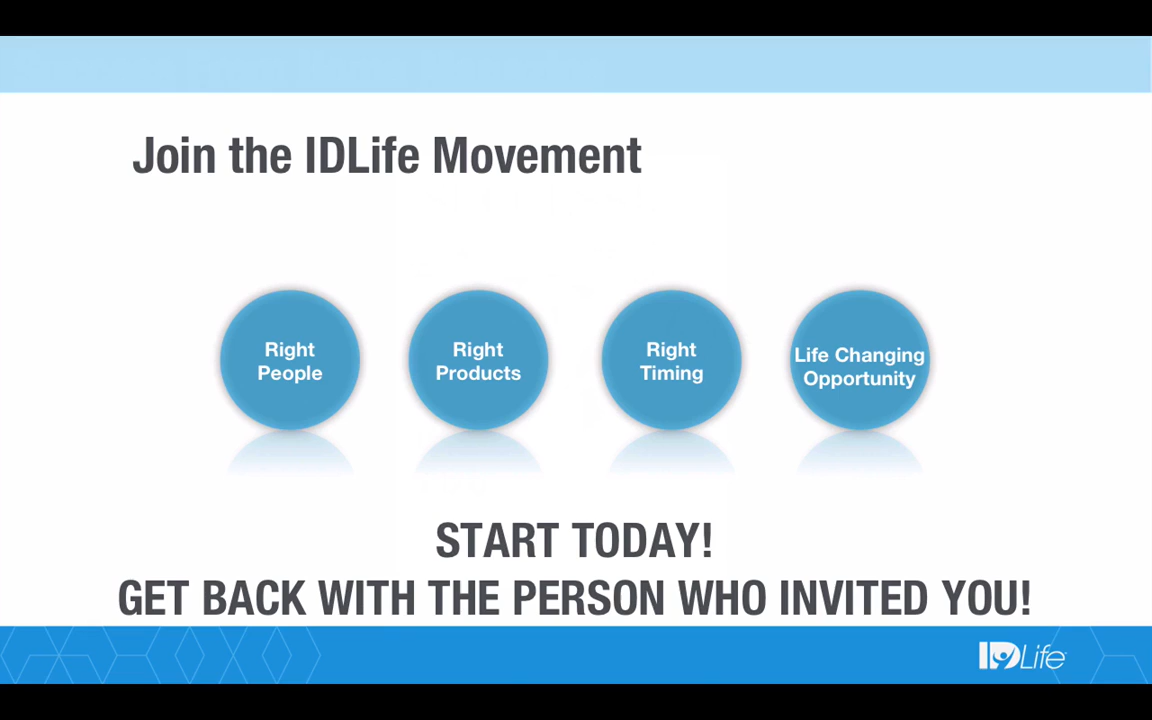 Join the IDLife Movement
Right
People
Right
Products
Right
Timing
Life Changing
Opportunity
START TODAY!
GET BACK WITH THE PERSON WHO INVITED YOU!
IDLife